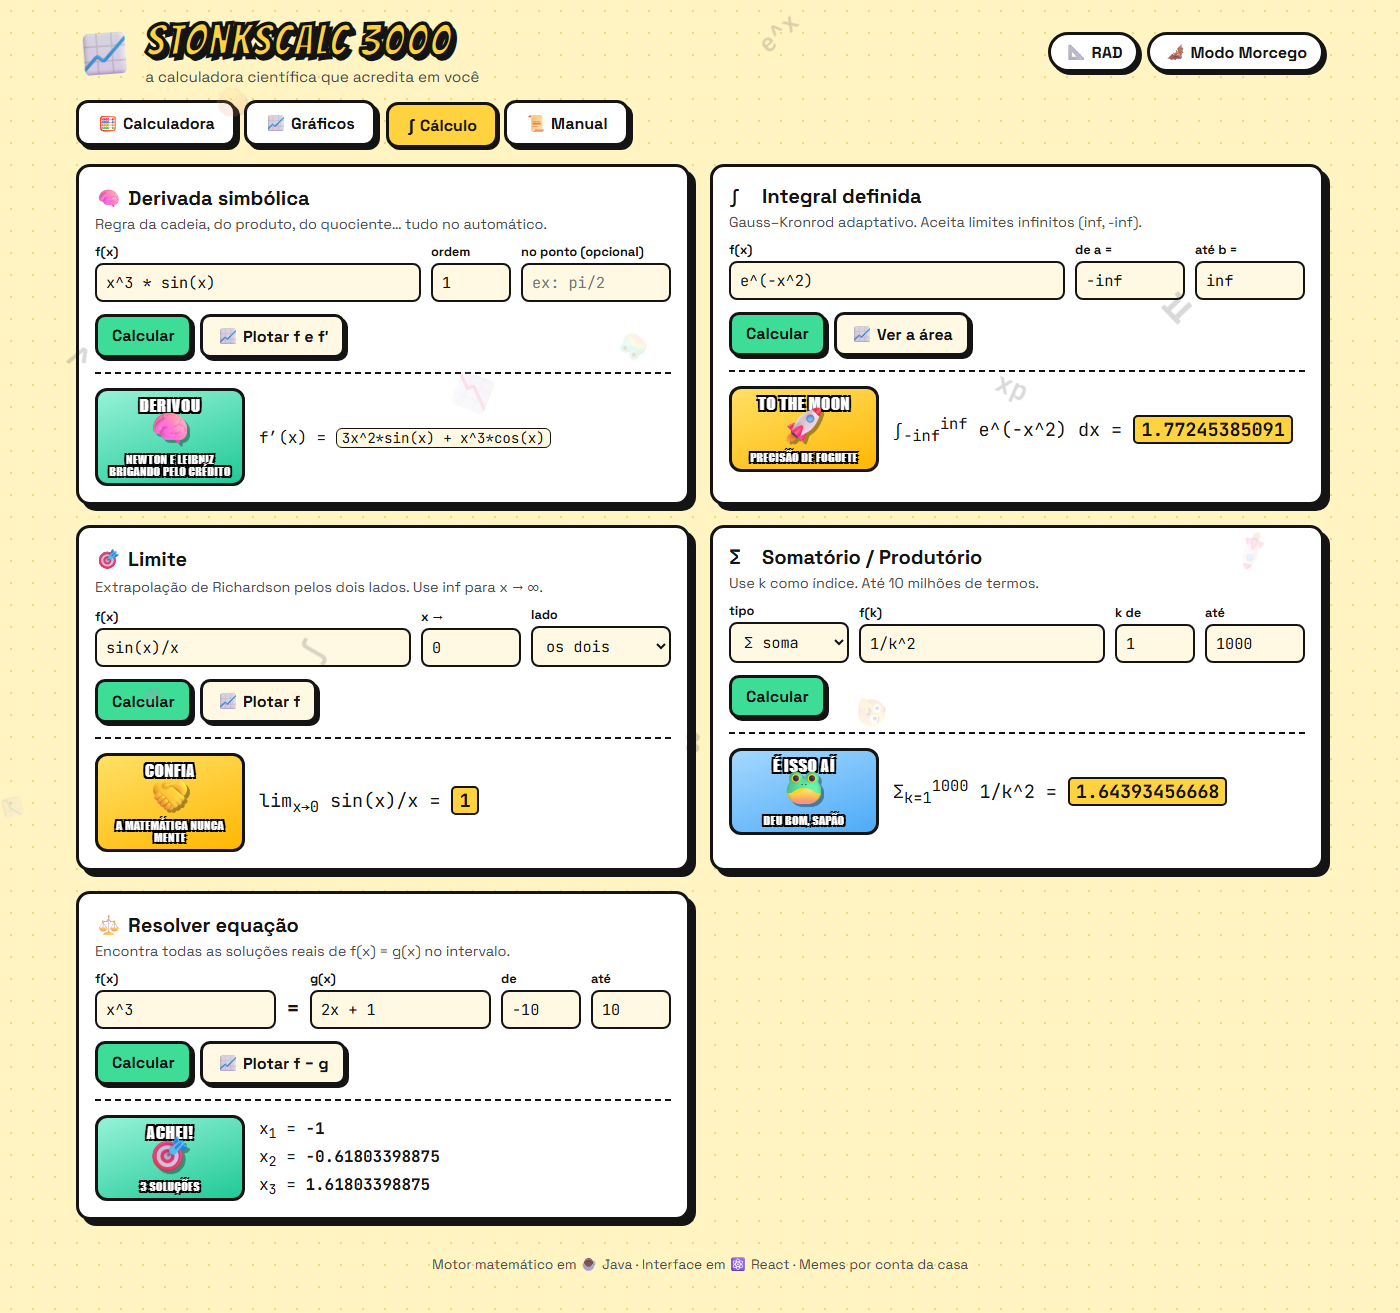 STONKSCALC 3000
a calculadora científica que acredita em você
📐 RAD
🦇 Modo Morcego
🧮 Calculadora
📈 Gráficos
∫ Cálculo
📜 Manual
🧠 Derivada simbólica
Regra da cadeia, do produto, do quociente... tudo no automático.
f(x)
ordem
no ponto (opcional)
x^3 * sin(x)
1
ex: pi/2
Calcular
📈 Plotar f e f'
DERIVOU
NEWTON E LEIBNIZ
BRIGANDO PELO CRÉDITO
f′(x) = 3x^2*sin(x) + x^3*cos(x)
∫ Integral definida
Gauss–Kronrod adaptativo. Aceita limites infinitos (inf, -inf).
f(x)
de a =
até b =
e^(-x^2)
-inf
inf
Calcular
📈 Ver a área
TO THE MOON
PRECISÃO DE FOGUETE
∫-inf^inf e^(-x^2) dx = 1.77245385091
🎯 Limite
Extrapolação de Richardson pelos dois lados. Use inf para x → ∞.
f(x)
x →
lado
sin(x)/x
0
os dois
Calcular
📈 Plotar f
CONFIA
A MATEMÁTICA NUNCA
MENTE
lim x→0 sin(x)/x = 1
Σ Somatório / Produtório
Use k como índice. Até 10 milhões de termos.
tipo
f(k)
k de
até
Σ soma
1/k^2
1
1000
Calcular
É ISSO AÍ
DEU BOM, SAPÃO
Σk=1^1000 1/k^2 = 1.64393456668
⚖️ Resolver equação
Encontra todas as soluções reais de f(x) = g(x) no intervalo.
f(x)
g(x)
de
até
x^3
=
2x + 1
-10
10
Calcular
📈 Plotar f − g
ACHEI!
3 SOLUÇÕES
x1 = -1
x2 = -0.61803398875
x3 = 1.61803398875
e^x
π
xp
Motor matemático em ☕ Java · Interface em ⚛️ React · Memes por conta da casa